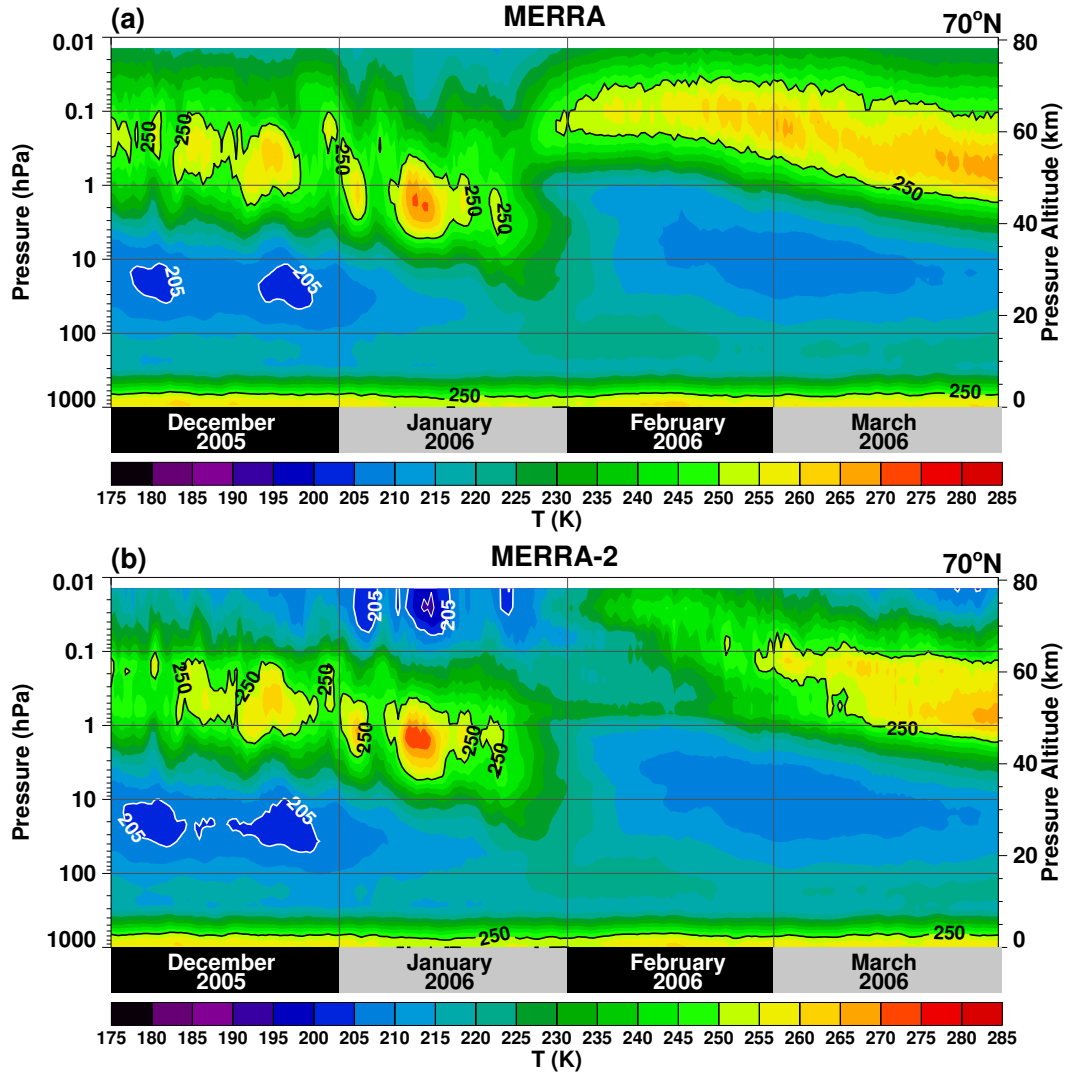 (a) MERRA 70°N
0.01 80
0.1 60
1 40
10 20
100
1000 0
Pressure (hPa)
Pressure Altitude (km)
250 250 250 250 250 250
205 205
250 250
December 2005
January 2006
February 2006
March 2006
175 180 185 190 195 200 205 210 215 220 225 230 235 240 245 250 255 260 265 270 275 280 285
T (K)
(b) MERRA-2 70°N
0.01 80
0.1 60
1 40
10 20
100
1000 0
Pressure (hPa)
Pressure Altitude (km)
205 205
250 250 250 250 250 250 250
205 205
250 250
December 2005
January 2006
February 2006
March 2006
175 180 185 190 195 200 205 210 215 220 225 230 235 240 245 250 255 260 265 270 275 280 285
T (K)